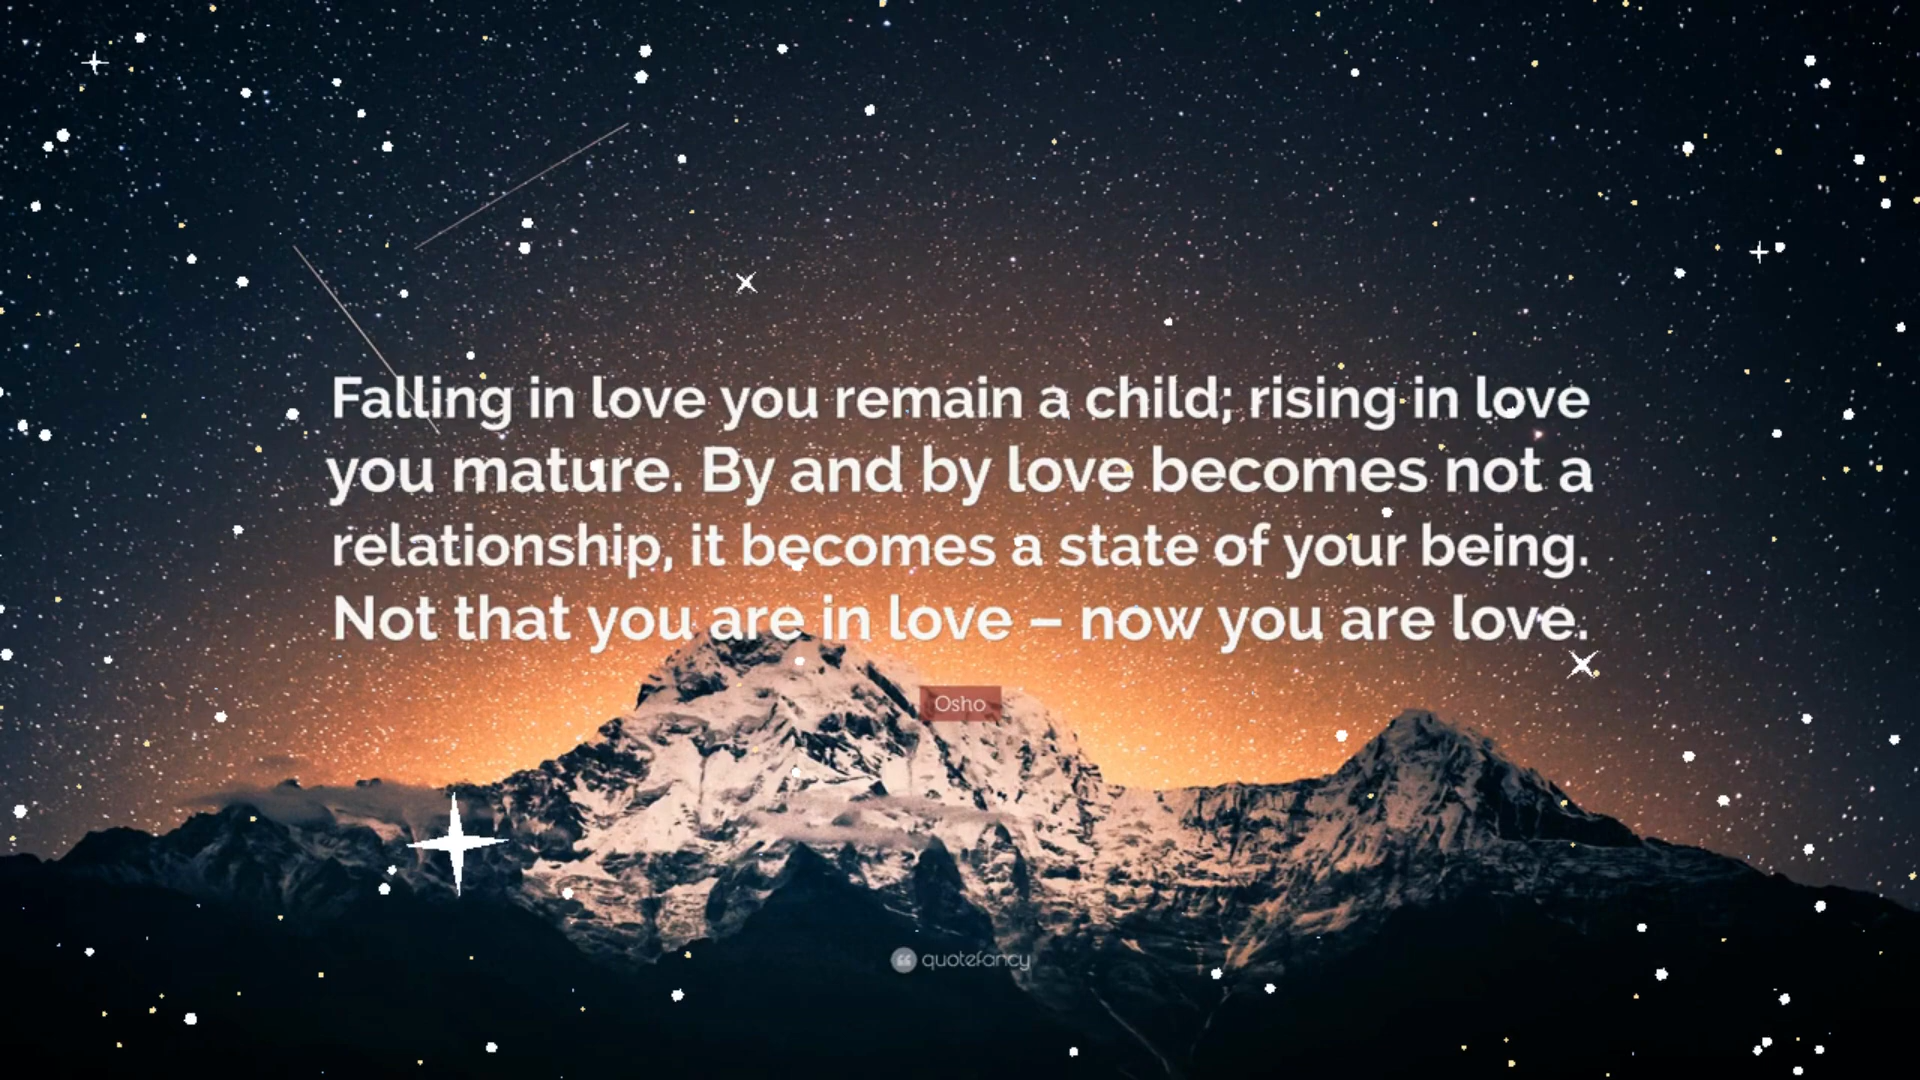 Falling in love you remain a child; rising in love
you mature. By and by love becomes not a
relationship, it becomes a state of your being.
Not that you are in love – now you are love.
Osho
quotefancy